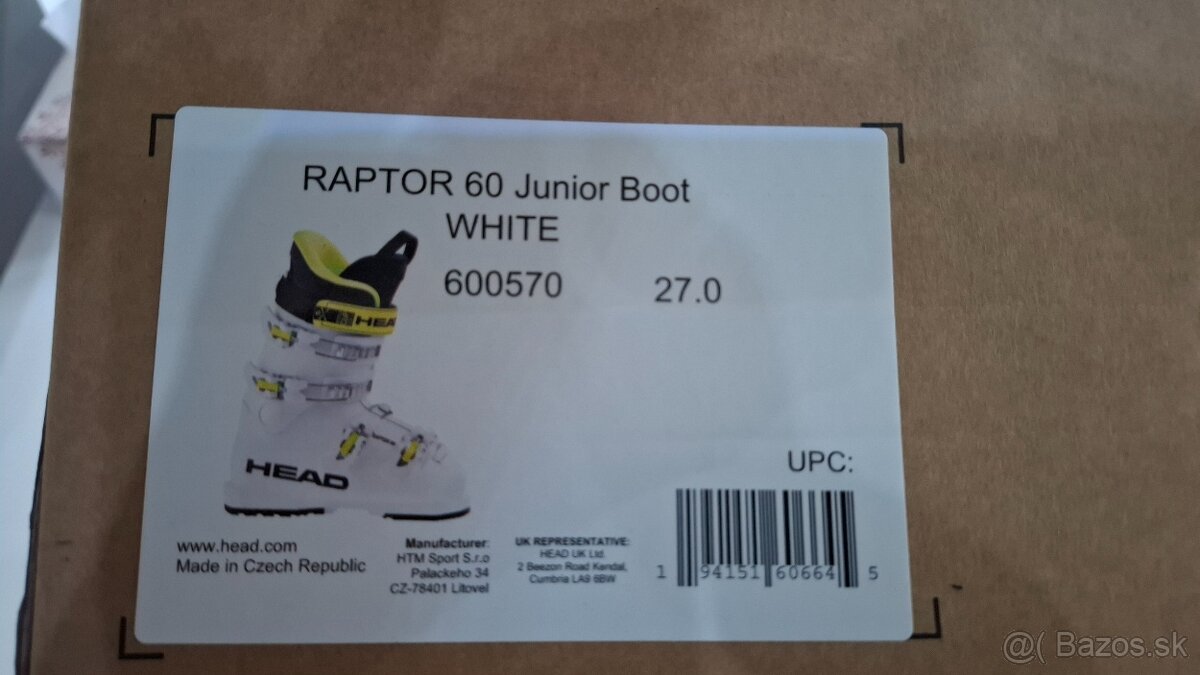 RAPTOR 60 Junior Boot
WHITE
600570 27.0
HEAD
HEAD
UPC:
www.head.com
Made in Czech Republic
Manufacturer:
HTM Sport S.r.o
Palackeho 34
CZ-78401 Litovel
UK REPRESENTATIVE:
HEAD UK Ltd.
2 Beezon Road Kendal,
Cumbria LA9 6BW
1 94151 60664 5
@( Bazos.sk